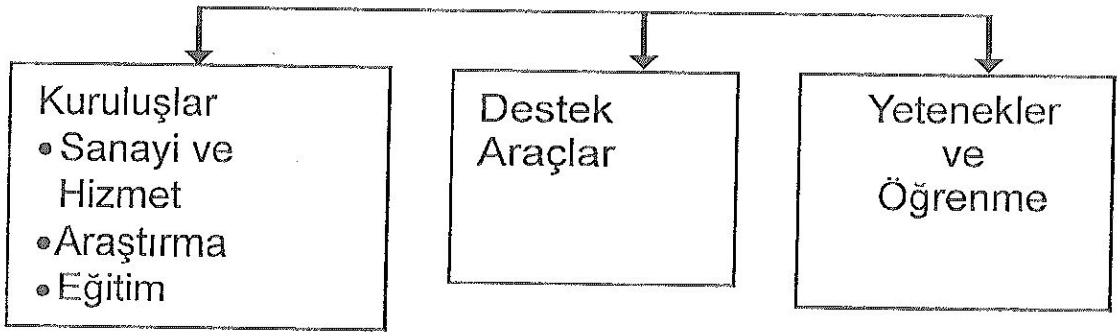 Kuruluşlar
• Sanayi ve
Hizmet
• Araştırma
• Eğitim
Destek
Araçlar
Yetenekler
ve
Öğrenme